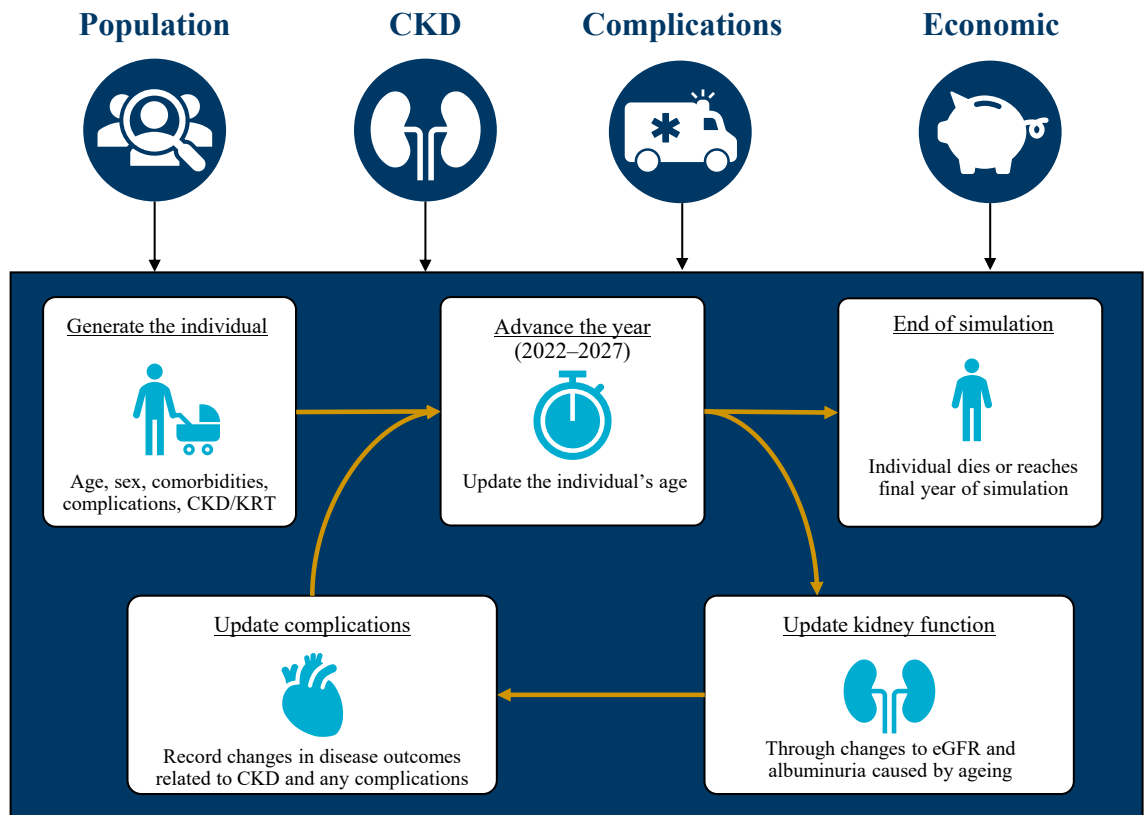 Population
CKD
Complications
Economic
Generate the individual
Age, sex, comorbidities,
complications, CKD/KRT
Advance the year
(2022–2027)
Update the individual’s age
End of simulation
Individual dies or reaches
final year of simulation
Update complications
Record changes in disease outcomes
related to CKD and any complications
Update kidney function
Through changes to eGFR and
albuminuria caused by ageing